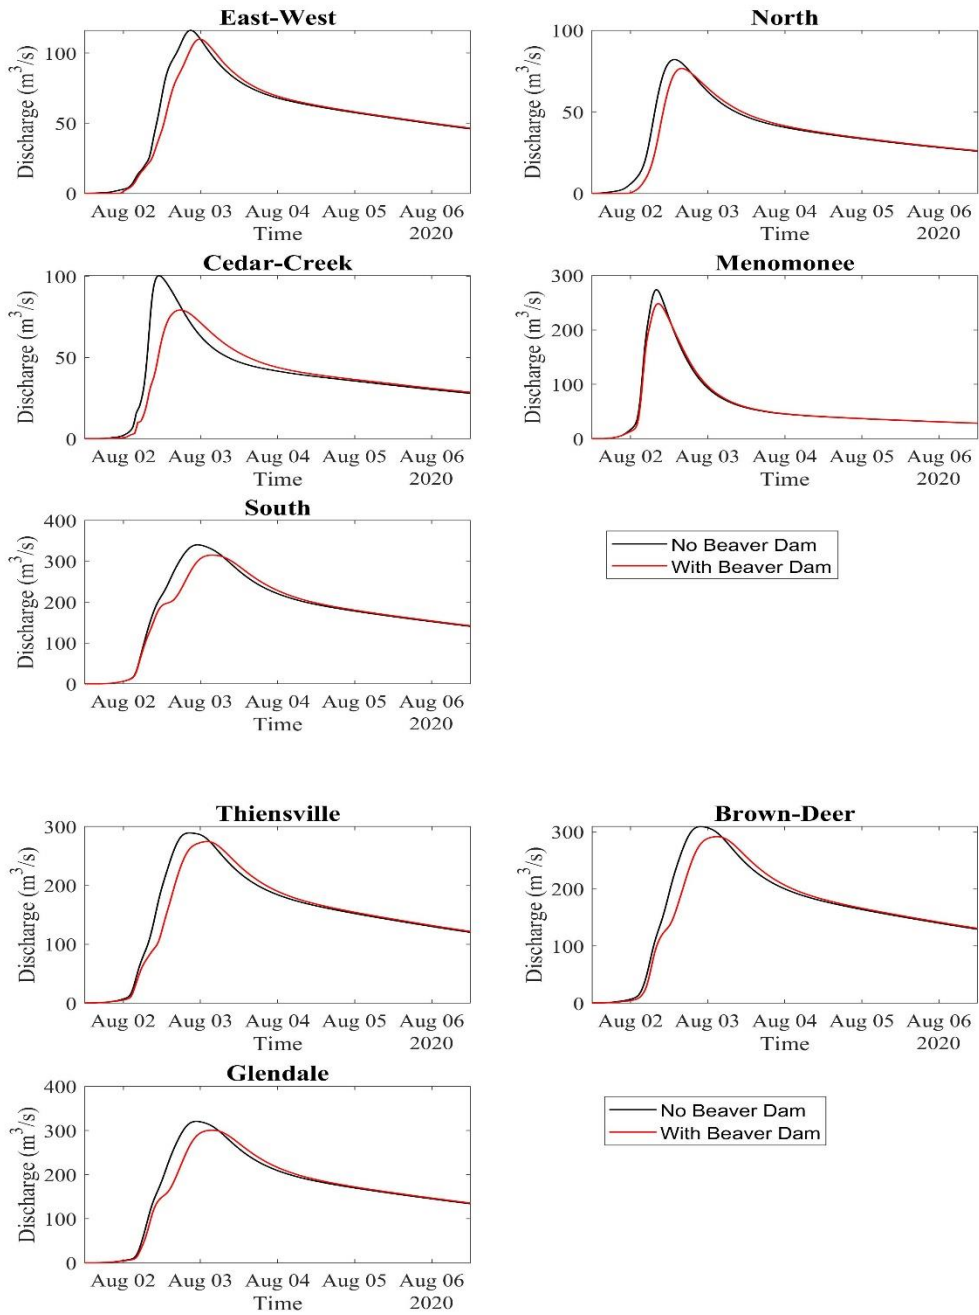 East-West
Discharge (m³/s)
100
50
0
Aug 02 Aug 03 Aug 04 Aug 05 Aug 06
Time 2020
North
Discharge (m³/s)
100
50
0
Aug 02 Aug 03 Aug 04 Aug 05 Aug 06
Time 2020
Cedar-Creek
Discharge (m³/s)
100
50
0
Aug 02 Aug 03 Aug 04 Aug 05 Aug 06
Time 2020
Menomonee
Discharge (m³/s)
300
200
100
0
Aug 02 Aug 03 Aug 04 Aug 05 Aug 06
Time 2020
South
Discharge (m³/s)
400
300
200
100
0
Aug 02 Aug 03 Aug 04 Aug 05 Aug 06
Time 2020
No Beaver Dam
With Beaver Dam
Thiensville
Discharge (m³/s)
300
200
100
0
Aug 02 Aug 03 Aug 04 Aug 05 Aug 06
Time 2020
Brown-Deer
Discharge (m³/s)
300
200
100
0
Aug 02 Aug 03 Aug 04 Aug 05 Aug 06
Time 2020
Glendale
Discharge (m³/s)
400
300
200
100
0
Aug 02 Aug 03 Aug 04 Aug 05 Aug 06
Time 2020
No Beaver Dam
With Beaver Dam